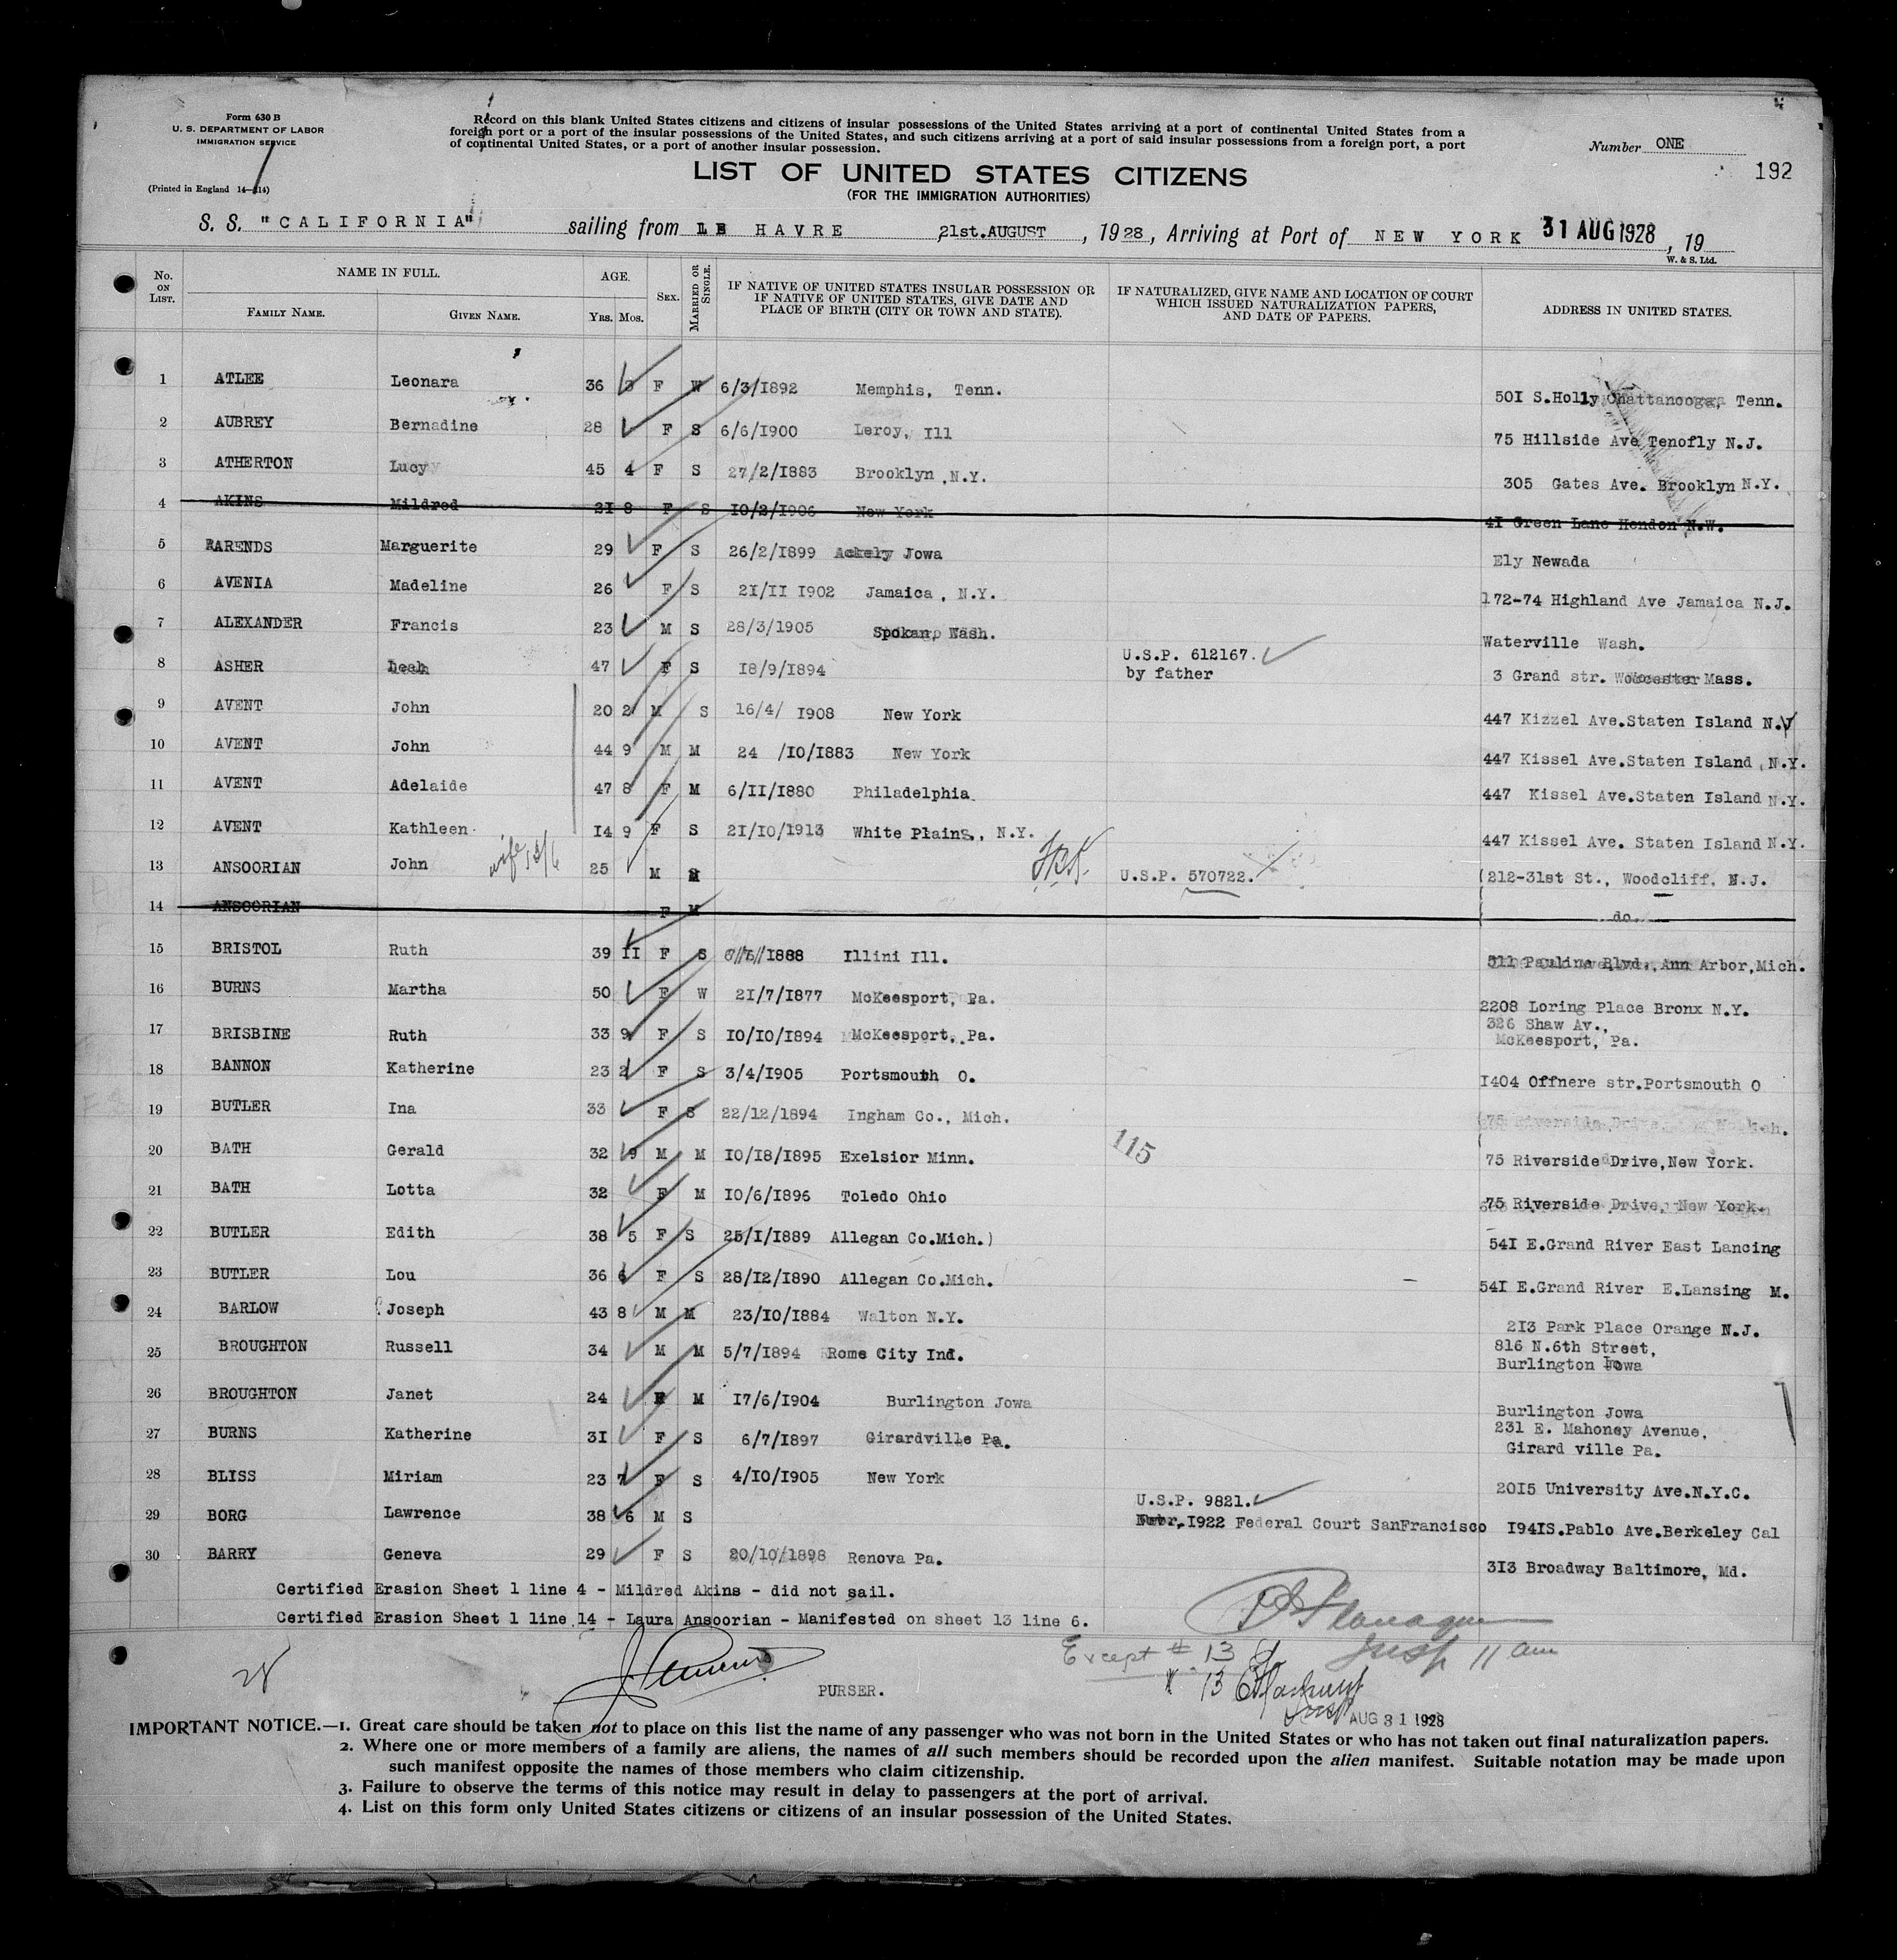 Form 630 B
U. S. DEPARTMENT OF LABOR
IMMIGRATION SERVICE
(Printed in England 14—414)
Record on this blank United States citizens and citizens of insular possessions of the United States arriving at a port of continental United States from a
foreign port or a port of the insular possessions of the United States, and such citizens arriving at a port of said insular possessions from a foreign port, a port
of continental United States, or a port of another insular possession.
Number ONE
192
LIST OF UNITED STATES CITIZENS
(FOR THE IMMIGRATION AUTHORITIES)
S. S. "CALIFORNIA" sailing from LE HAVRE 21st.AUGUST, 1928, Arriving at Port of NEW YORK 31 AUG 1928, 19
W. & S. Ltd.
No. ON LIST. NAME IN FULL. FAMILY NAME. GIVEN NAME. AGE. YRS. MOS. SEX. MARRIED OR SINGLE. IF NATIVE OF UNITED STATES INSULAR POSSESSION OR IF NATIVE OF UNITED STATES, GIVE DATE AND PLACE OF BIRTH (CITY OR TOWN AND STATE). IF NATURALIZED, GIVE NAME AND LOCATION OF COURT WHICH ISSUED NATURALIZATION PAPERS, AND DATE OF PAPERS. ADDRESS IN UNITED STATES.
1 ATLEE Leonara 36 3 F W 6/3/1892 Memphis, Tenn. 501 S.Holly Chattanooga, Tenn.
2 AUBREY Bernadine 28 F S 6/6/1900 Leroy, Ill 75 Hillside Ave Tenofly N.J.
3 ATHERTON Lucy 45 4 F S 27/2/1883 Brooklyn, N.Y. 305 Gates Ave. Brooklyn N.Y.
4 AKINS Mildred 21 8 F S 10/2/1906 New York 41 Green Lane Hendon N.W.
5 ARENDS Marguerite 29 F S 26/2/1899 Ackely Jowa Ely Newada
6 AVENIA Madeline 26 F S 21/11 1902 Jamaica, N.Y. 172-74 Highland Ave Jamaica N.J.
7 ALEXANDER Francis 23 M S 28/3/1905 Spokan, Wash. Waterville Wash.
8 ASHER Leah 47 F S 18/9/1894 U.S.P. 612167. by father 3 Grand str. Worcester Mass.
9 AVENT John 20 2 M S 16/4/ 1908 New York 447 Kizzel Ave.Staten Island N.J
10 AVENT John 44 9 M M 24 /10/1883 New York 447 Kissel Ave.Staten Island, N.Y.
11 AVENT Adelaide 47 8 F M 6/11/1880 Philadelphia. 447 Kissel Ave.Staten Island N.Y.
12 AVENT Kathleen 14 9 F S 21/10/1913 White Plains, N.Y. 447 Kissel Ave. Staten Island N.Y.
13 ANSOORIAN John wife 13/6 25 M M U.S.P. 570722. 212-31st St., Woodcliff, N.J.
14 ANSOORIAN F M do.
15 BRISTOL Ruth 39 11 F S 1888 Illini Ill. 511 Pauline Blvd., Ann Arbor, Mich.
16 BURNS Martha 50 F W 21/7/1877 McKeesport, Pa. 2208 Loring Place Bronx N.Y.
17 BRISBINE Ruth 33 9 F S 10/10/1894 McKeesport, Pa. 326 Shaw Av., McKeesport, Pa.
18 BANNON Katherine 23 2 F S 3/4/1905 Portsmouth O. 1404 Offnere str.Portsmouth O
19 BUTLER Ina 33 F S 22/12/1894 Ingham Co., Mich.
20 BATH Gerald 32 9 M M 10/18/1895 Exelsior Minn. 115 75 Riverside Drive, New York.
21 BATH Lotta 32 F M 10/6/1896 Toledo Ohio 75 Riverside Drive, New York.
22 BUTLER Edith 38 5 F S 25/1/1889 Allegan Co.Mich.) 541 E.Grand River East Lancing
23 BUTLER Lou 36 6 F S 28/12/1890 Allegan Co.Mich. 541 E.Grand River E.Lansing M.
24 BARLOW Joseph 43 8 M M 23/10/1884 Walton N.Y. 213 Park Place Orange N.J.
25 BROUGHTON Russell 34 M M 5/7/1894 Rome City Ind. 816 N.6th Street, Burlington Iowa
26 BROUGHTON Janet 24 F M 17/6/1904 Burlington Jowa Burlington Jowa
27 BURNS Katherine 31 F S 6/7/1897 Girardville Pa. 231 E. Mahoney Avenue, Girard ville Pa.
28 BLISS Miriam 23 7 F S 4/10/1905 New York 2015 University Ave.N.Y.C.
29 BORG Lawrence 38 6 M S U.S.P. 9821. 1922 Federal Court SanFrancisco 1941S.Pablo Ave.Berkeley Cal
30 BARRY Geneva 29 F S 20/10/1898 Renova Pa. 313 Broadway Baltimore, Md.
Certified Erasion Sheet 1 line 4 - Mildred Akins - did not sail.
Certified Erasion Sheet 1 line 14 - Laura Ansoorian - Manifested on sheet 13 line 6.
Flanagan
Insp 11 am
Except # 13
# 13
Insp
AUG 31 1928
28
PURSER.
IMPORTANT NOTICE.—1. Great care should be taken not to place on this list the name of any passenger who was not born in the United States or who has not taken out final naturalization papers.
2. Where one or more members of a family are aliens, the names of all such members should be recorded upon the alien manifest. Suitable notation may be made upon
such manifest opposite the names of those members who claim citizenship.
3. Failure to observe the terms of this notice may result in delay to passengers at the port of arrival.
4. List on this form only United States citizens or citizens of an insular possession of the United States.